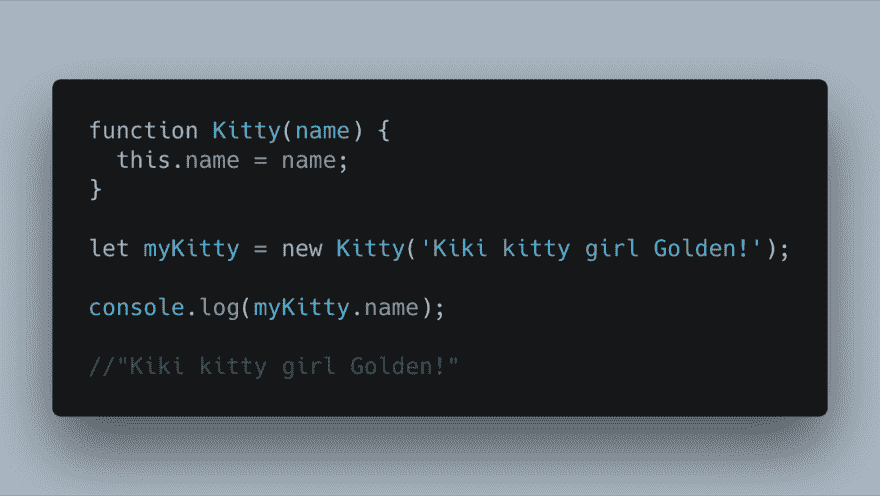 function Kitty(name) {
  this.name = name;
}
let myKitty = new Kitty('Kiki kitty girl Golden!');
console.log(myKitty.name);
//"Kiki kitty girl Golden!"